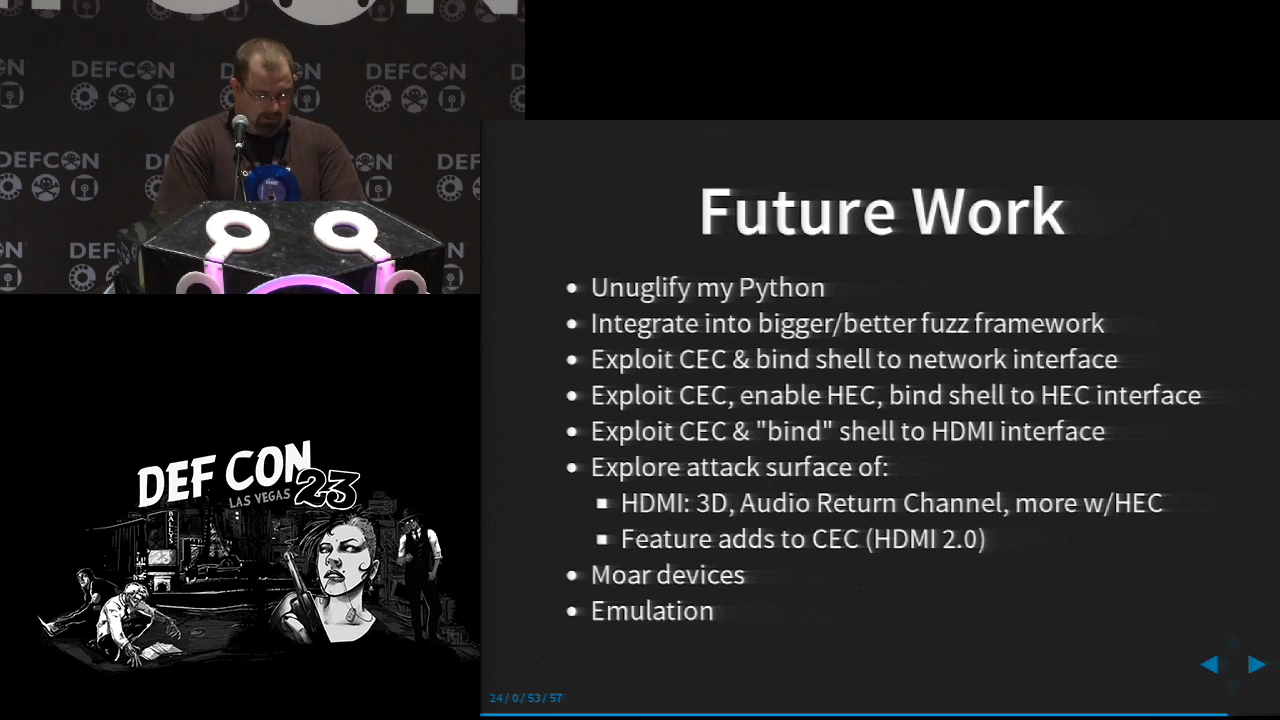 DEFCON
DEFCON
DEFCON
DEFCON
DEF
DEF
Future Work
• Unuglify my Python
• Integrate into bigger/better fuzz framework
• Exploit CEC & bind shell to network interface
• Exploit CEC, enable HEC, bind shell to HEC interface
• Exploit CEC & "bind" shell to HDMI interface
• Explore attack surface of:
▪ HDMI: 3D, Audio Return Channel, more w/HEC
▪ Feature adds to CEC (HDMI 2.0)
• Moar devices
• Emulation
DEF CON
LAS VEGAS 23
BALLYS
24 / 0 / 53 / 57